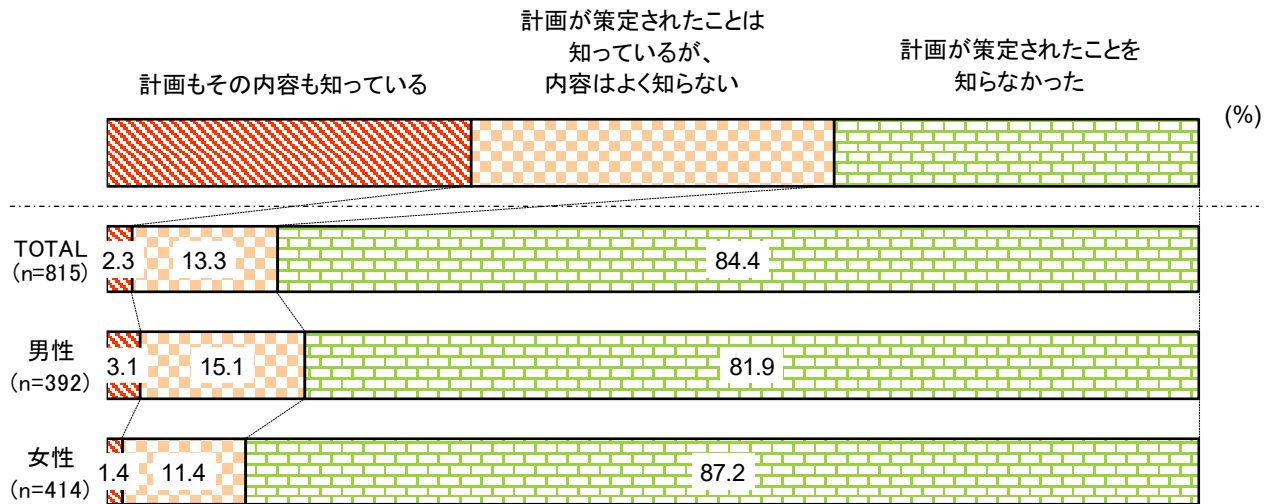 計画もその内容も知っている
計画が策定されたことは
知っているが、
内容はよく知らない
計画が策定されたことを
知らなかった
(%)
TOTAL
(n=815)
2.3
13.3
84.4
男性
(n=392)
3.1
15.1
81.9
女性
(n=414)
1.4
11.4
87.2